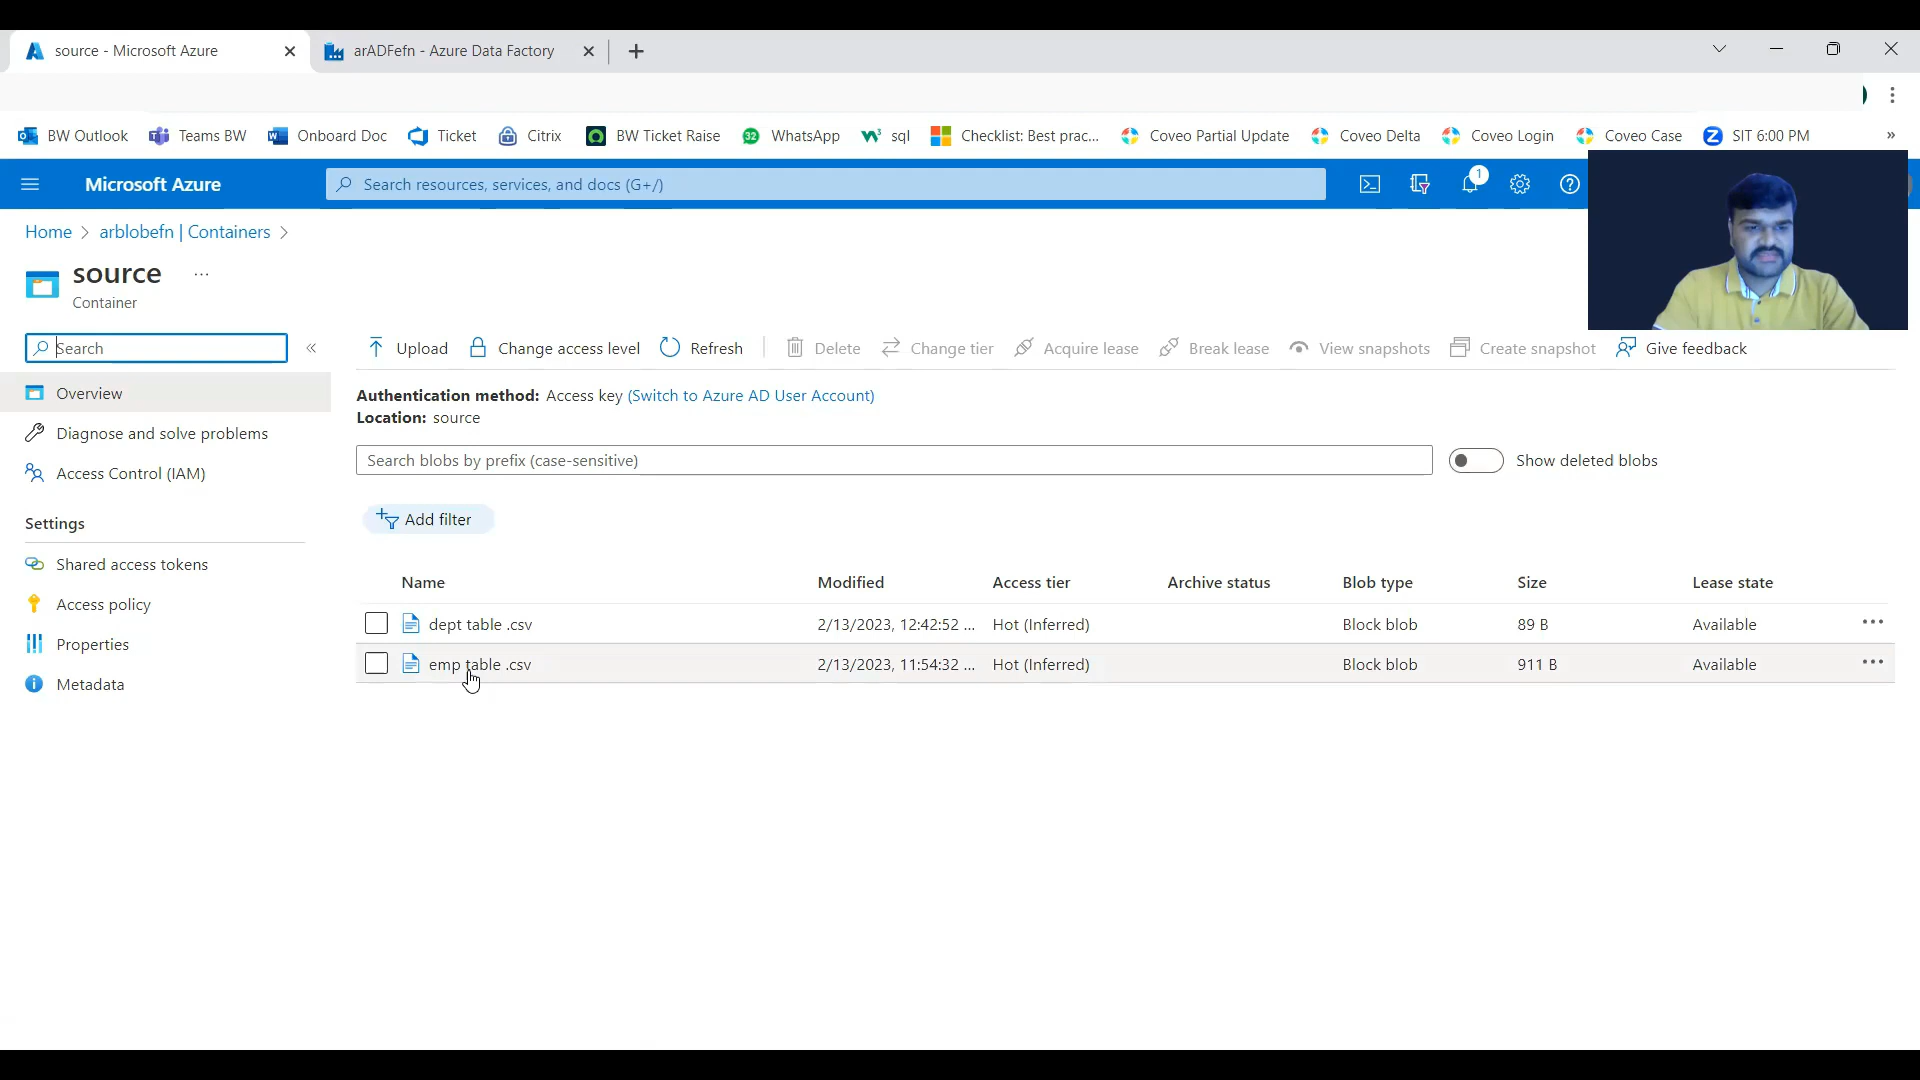 source - Microsoft Azure
arADFefn - Azure Data Factory
BW Outlook
Teams BW
Onboard Doc
Ticket
Citrix
BW Ticket Raise
32
WhatsApp
sql
Checklist: Best prac...
Coveo Partial Update
Coveo Delta
Coveo Login
Coveo Case
Z
SIT 6:00 PM
Microsoft Azure
Search resources, services, and docs (G+/)
1
Home > arblobefn | Containers >
source ...
Container
Search
Upload
Change access level
Refresh
Delete
Change tier
Acquire lease
Break lease
View snapshots
Create snapshot
Give feedback
Overview
Diagnose and solve problems
Access Control (IAM)
Settings
Shared access tokens
Access policy
Properties
Metadata
Authentication method: Access key (Switch to Azure AD User Account)
Location: source
Search blobs by prefix (case-sensitive)
Show deleted blobs
Add filter
Name Modified Access tier Archive status Blob type Size Lease state
dept table .csv 2/13/2023, 12:42:52 ... Hot (Inferred) Block blob 89 B Available
emp table .csv 2/13/2023, 11:54:32 ... Hot (Inferred) Block blob 911 B Available